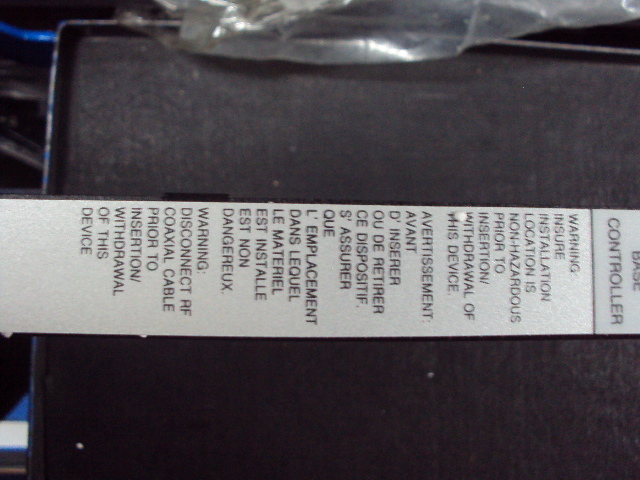 BASE
CONTROLLER
WARNING:
INSURE
INSTALLATION
LOCATION IS
NON-HAZARDOUS
PRIOR TO
INSERTION/
WITHDRAWAL OF
THIS DEVICE.
AVERTISSEMENT:
AVANT
D' INSERER
OU DE RETIRER
CE DISPOSITIF.
S' ASSURER
QUE
L' EMPLACEMENT
DANS LEQUEL
LE MATERIEL
EST INSTALLE
EST NON
DANGEREUX.
WARNING:
DISCONNECT RF
COAXIAL CABLE
PRIOR TO
INSERTION/
WITHDRAWAL
OF THIS
DEVICE